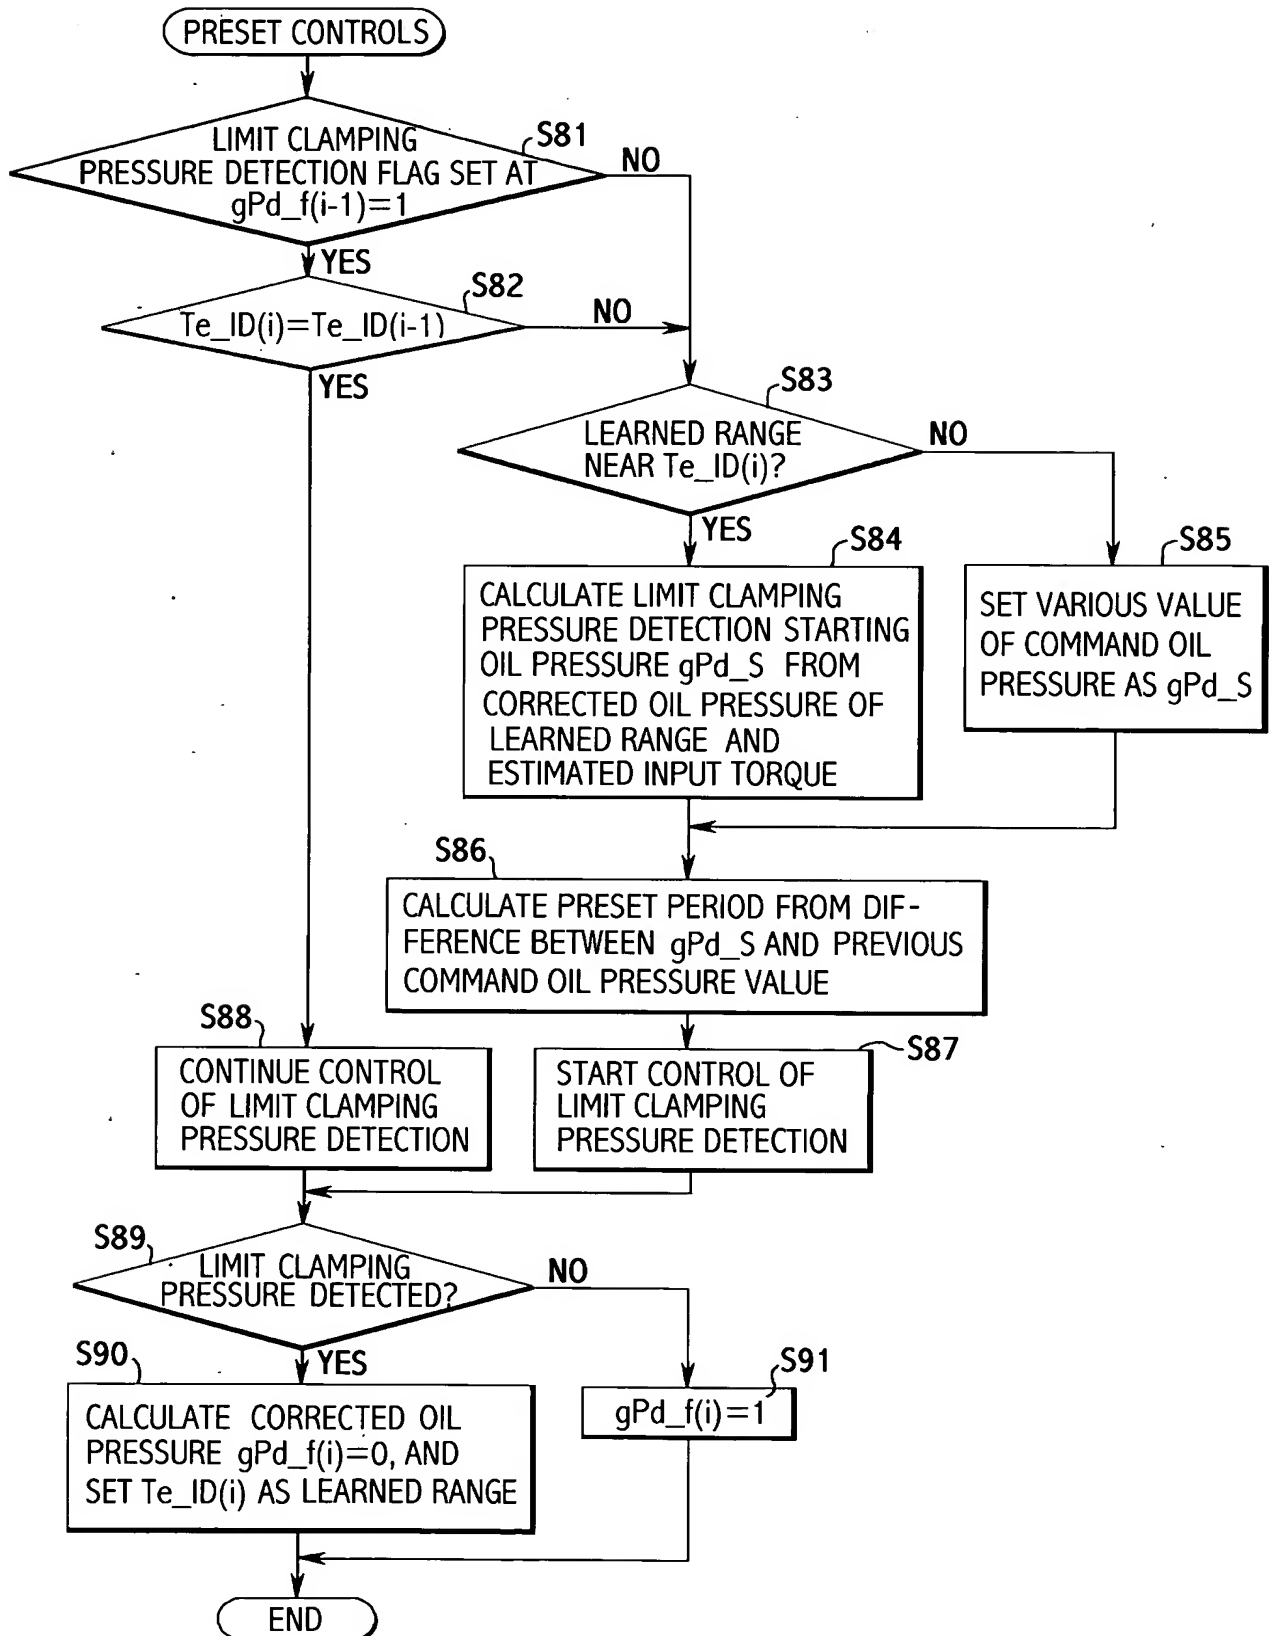 PRESET CONTROLS
LIMIT CLAMPING
PRESSURE DETECTION FLAG SET AT
gPd_f(i-1)=1
S81
NO
YES
Te_ID(i)=Te_ID(i-1)
S82
NO
YES
S83
LEARNED RANGE
NEAR Te_ID(i)?
NO
YES
S84
CALCULATE LIMIT CLAMPING
PRESSURE DETECTION STARTING
OIL PRESSURE gPd_S FROM
CORRECTED OIL PRESSURE OF
LEARNED RANGE AND
ESTIMATED INPUT TORQUE
S85
SET VARIOUS VALUE
OF COMMAND OIL
PRESSURE AS gPd_S
S86
CALCULATE PRESET PERIOD FROM DIF-
FERENCE BETWEEN gPd_S AND PREVIOUS
COMMAND OIL PRESSURE VALUE
S88
CONTINUE CONTROL
OF LIMIT CLAMPING
PRESSURE DETECTION
S87
START CONTROL OF
LIMIT CLAMPING
PRESSURE DETECTION
S89
LIMIT CLAMPING
PRESSURE DETECTED?
NO
YES
S90
CALCULATE CORRECTED OIL
PRESSURE gPd_f(i)=0, AND
SET Te_ID(i) AS LEARNED RANGE
S91
gPd_f(i)=1
END